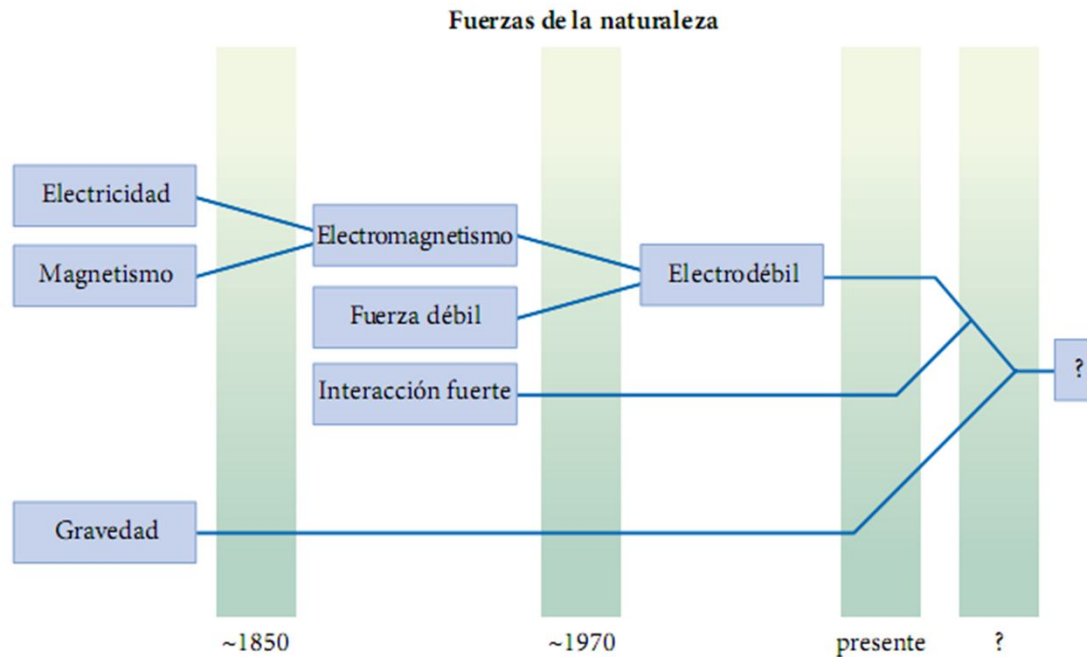 Fuerzas de la naturaleza
Electricidad
Magnetismo
Electromagnetismo
Fuerza débil
Interacción fuerte
Electrodébil
?
Gravedad
~1850
~1970
presente
?